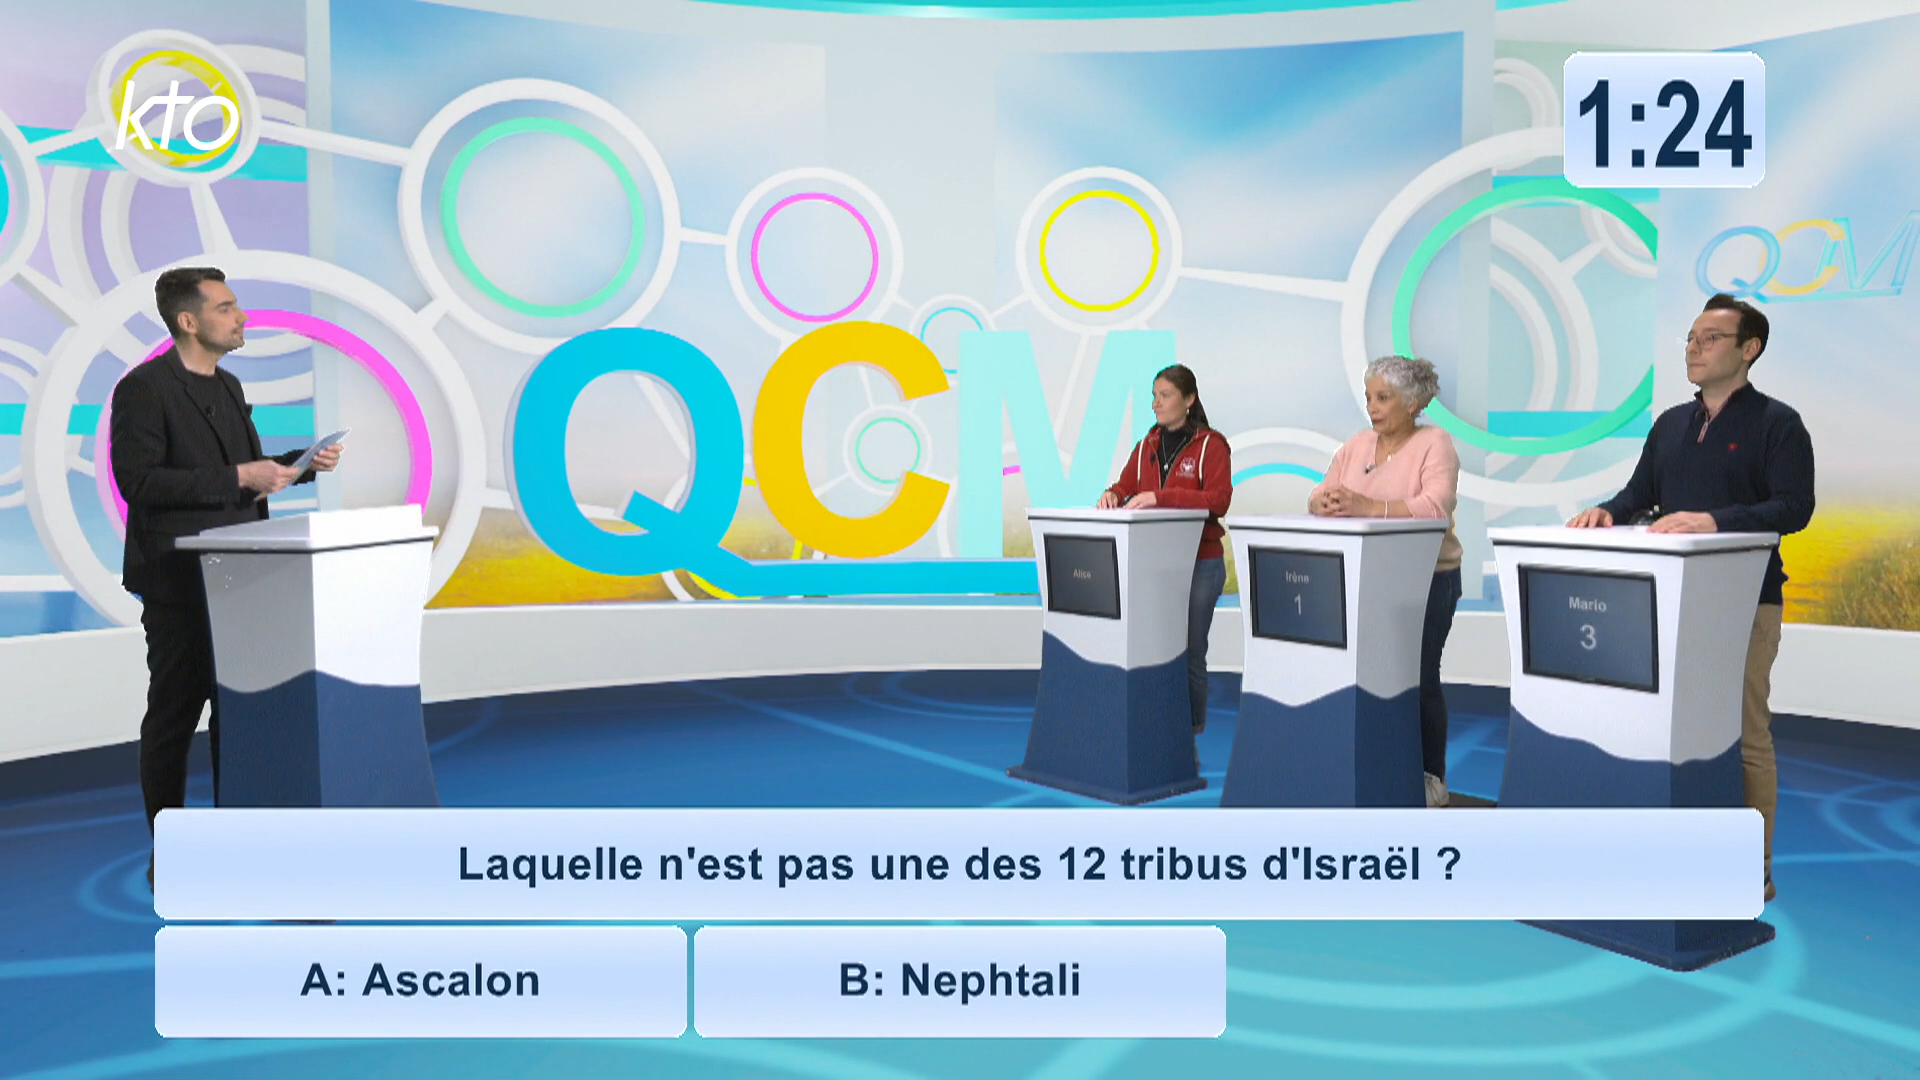 kto
1:24
QCM
QCM
Alice
Irène
1
Mario
3
Laquelle n'est pas une des 12 tribus d'Israël ?
A: Ascalon
B: Nephtali